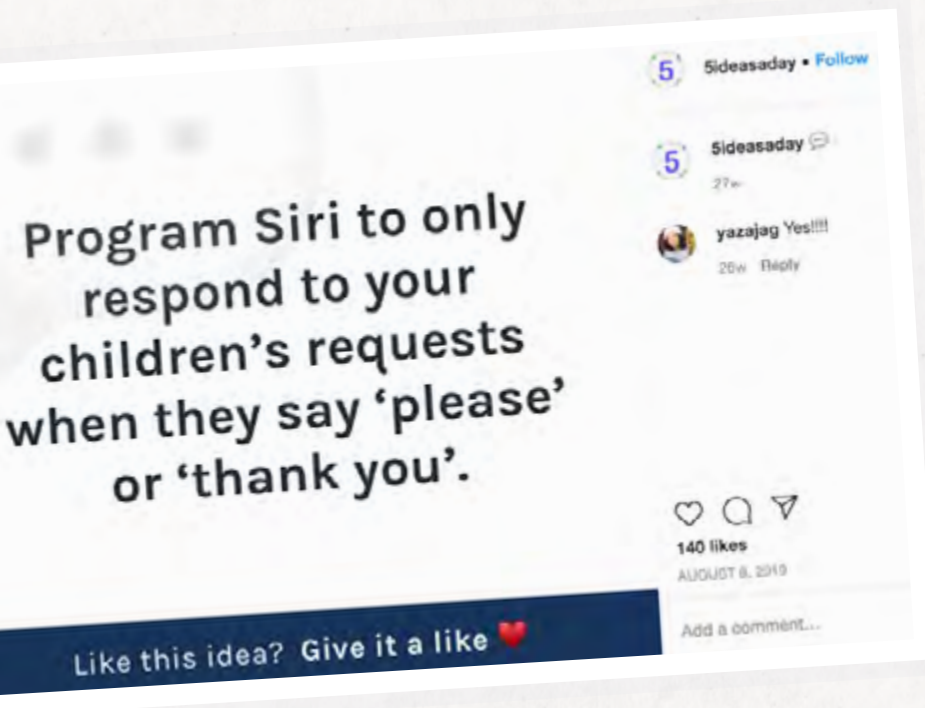 Program Siri to only
respond to your
children's requests
when they say ‘please’
or ‘thank you’.
Like this idea? Give it a like ❤️
5 5ideasaday • Follow
5 5ideasaday 💬
27w
yazajag Yes!!!!
26w Reply
140 likes
AUGUST 8, 2019
Add a comment...